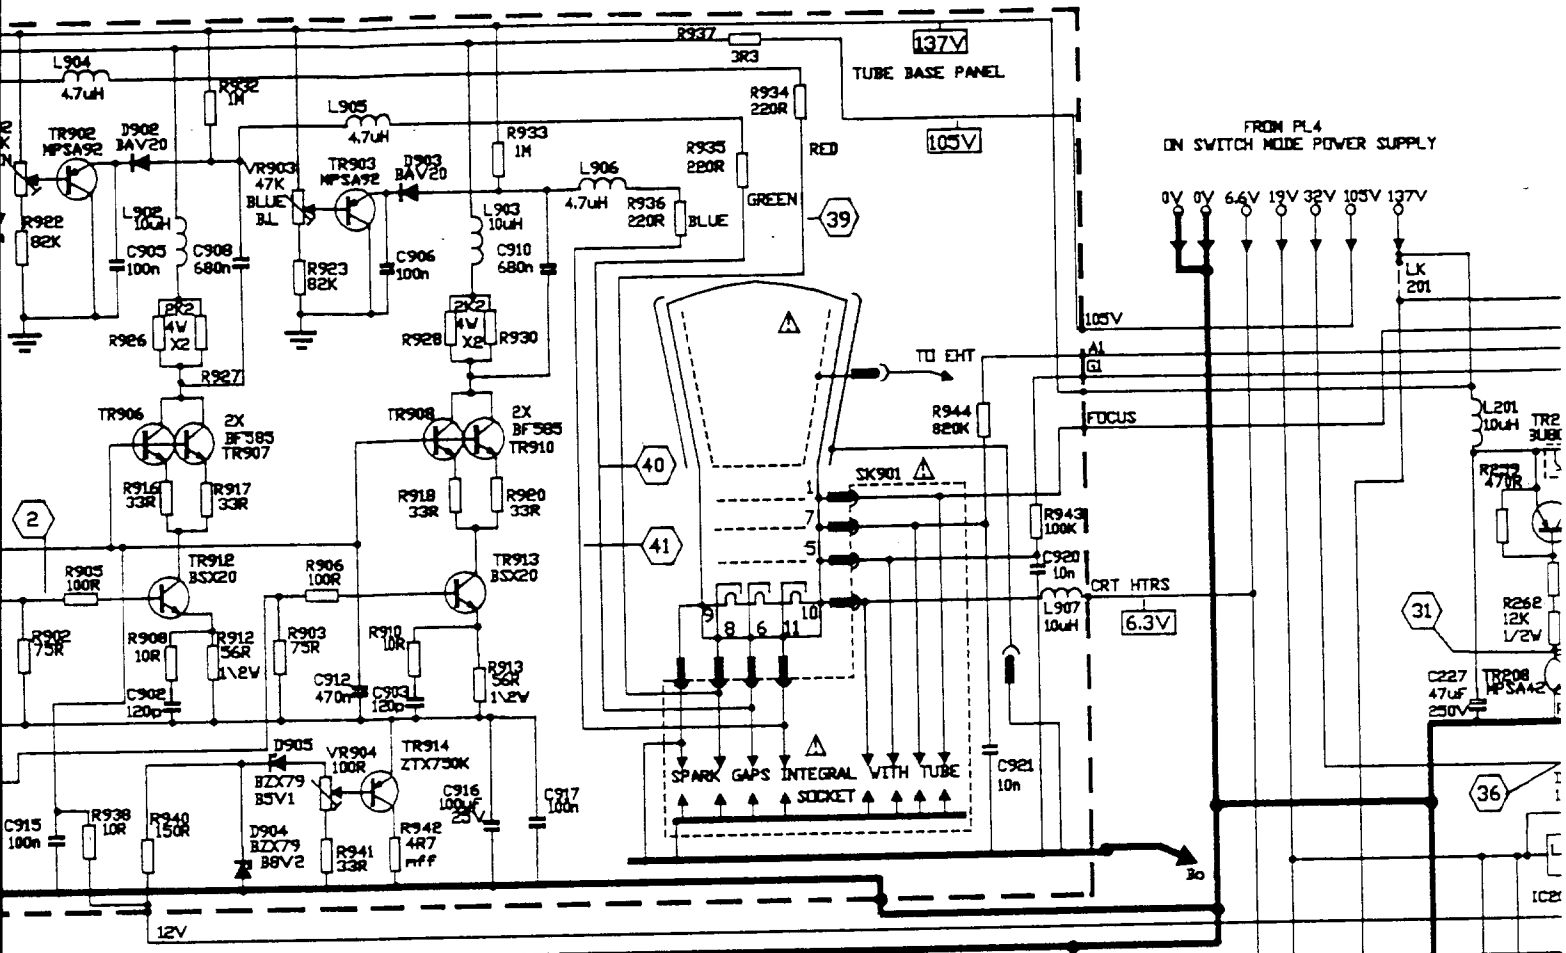 R937
3R3
137V
TUBE BASE PANEL
L904
4.7uH
R932
1M
L905
4.7uH
R934
220R
105V
FROM PL4
ON SWITCH MODE POWER SUPPLY
TR902
MPSA92
D902
BAV20
R933
1M
R935
220R
RED
VR903
47K
BLUE
B.L
TR903
MPSA92
D903
BAV20
L906
4.7uH
R936
220R
BLUE
GREEN
39
0V
0V
6.6V
19V
32V
105V
137V
R922
82K
L902
10uH
C905
100n
C908
680n
L903
10uH
C906
100n
C910
680n
R923
82K
LK
201
2K2
4W
X2
R926
R927
2K2
4W
X2
R928
R930
105V
TO EHT
A1
G1
FOCUS
R944
820K
L201
10uH
TR2
BU80
TR906
2X
BF585
TR907
TR908
2X
BF585
TR910
40
SK901
1
7
5
R943
100K
R259
470R
R916
33R
R917
33R
R918
33R
R920
33R
2
41
C920
10n
CRT HTRS
6.3V
L907
10uH
TR912
BSX20
TR913
BSX20
R905
100R
R906
100R
9
8
6
11
10
31
R262
12K
1/2W
R902
75R
R908
10R
R912
56R
1\2W
R903
75R
R910
10R
R913
56R
1\2W
C902
120p
C912
470n
C903
120p
C227
47uF
250V
TR208
MPSA42
D905
BZX79
B5V1
VR904
100R
TR914
ZTX750K
SPARK GAPS INTEGRAL WITH TUBE
SOCKET
C921
10n
36
C915
100n
R938
10R
R940
150R
D904
BZX79
B8V2
R941
33R
R942
4R7
mff
C916
100uF
25V
C917
100n
Bo
IC20
12V